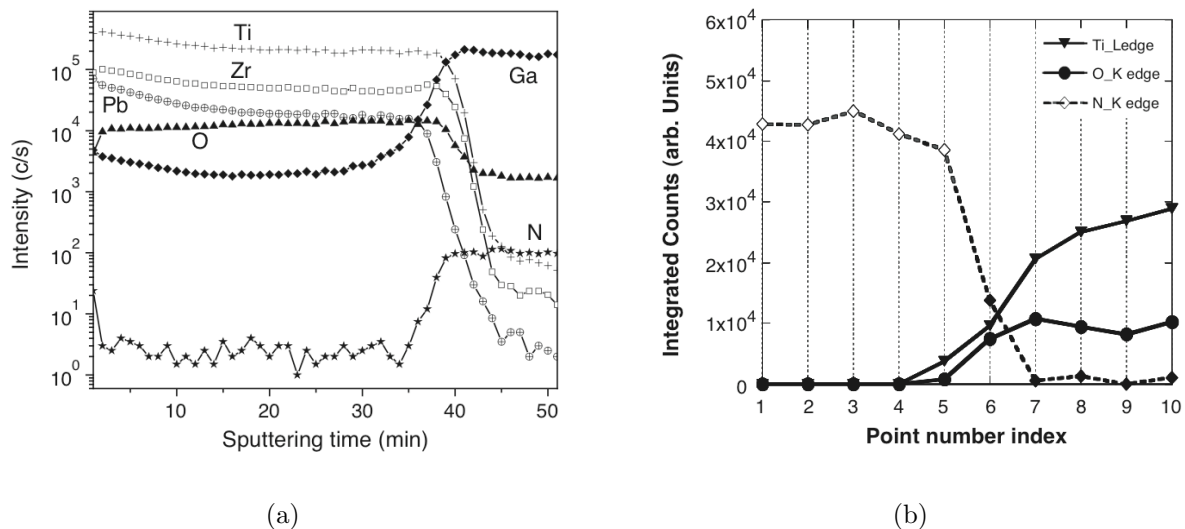 Ti
Zr
Pb
O
Ga
N
10^5
10^4
10^3
10^2
10^1
10^0
Intensity (c/s)
10 20 30 40 50
Sputtering time (min)
(a)
6x10^4
5x10^4
4x10^4
3x10^4
2x10^4
1x10^4
0
Integrated Counts (arb. Units)
Ti_Ledge
O_K edge
N_K edge
1 2 3 4 5 6 7 8 9 10
Point number index
(b)